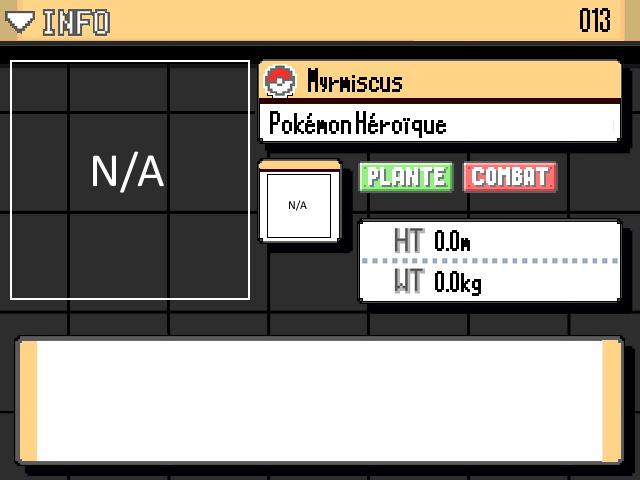 INFO
013
Myrmiscus
Pokémon Héroïque
N/A
N/A
PLANTE COMBAT
HT 0.0m
WT 0.0kg